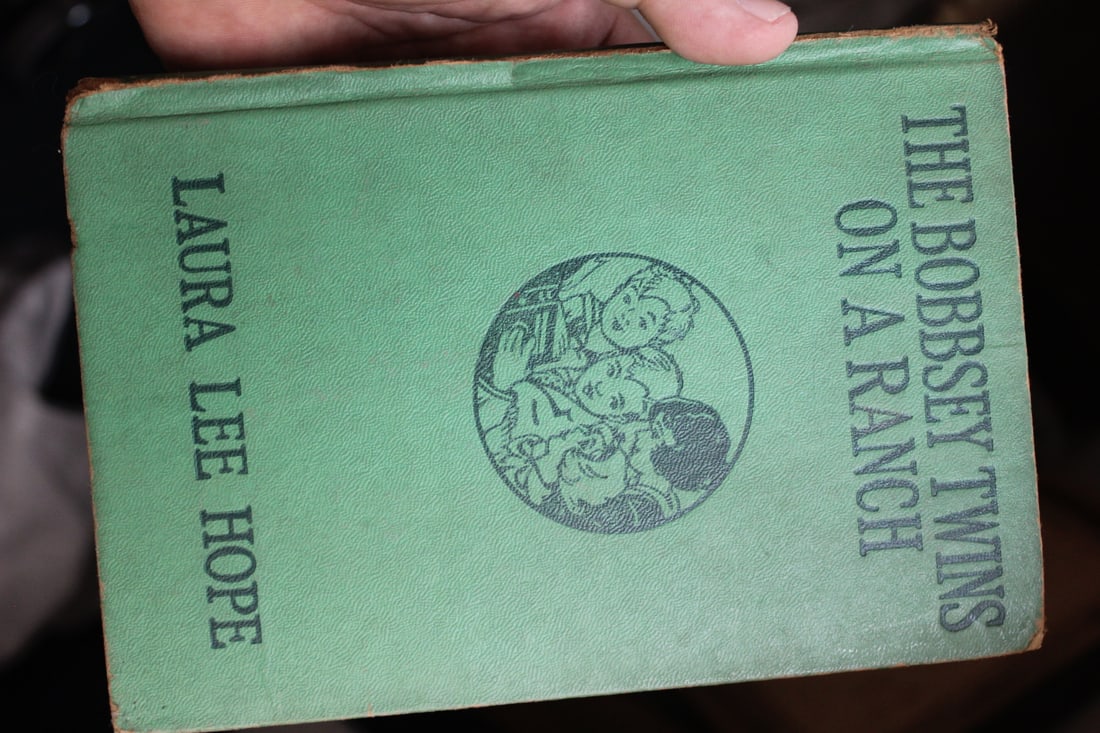 THE BOBBSEY TWINS
ON A RANCH
LAURA LEE HOPE